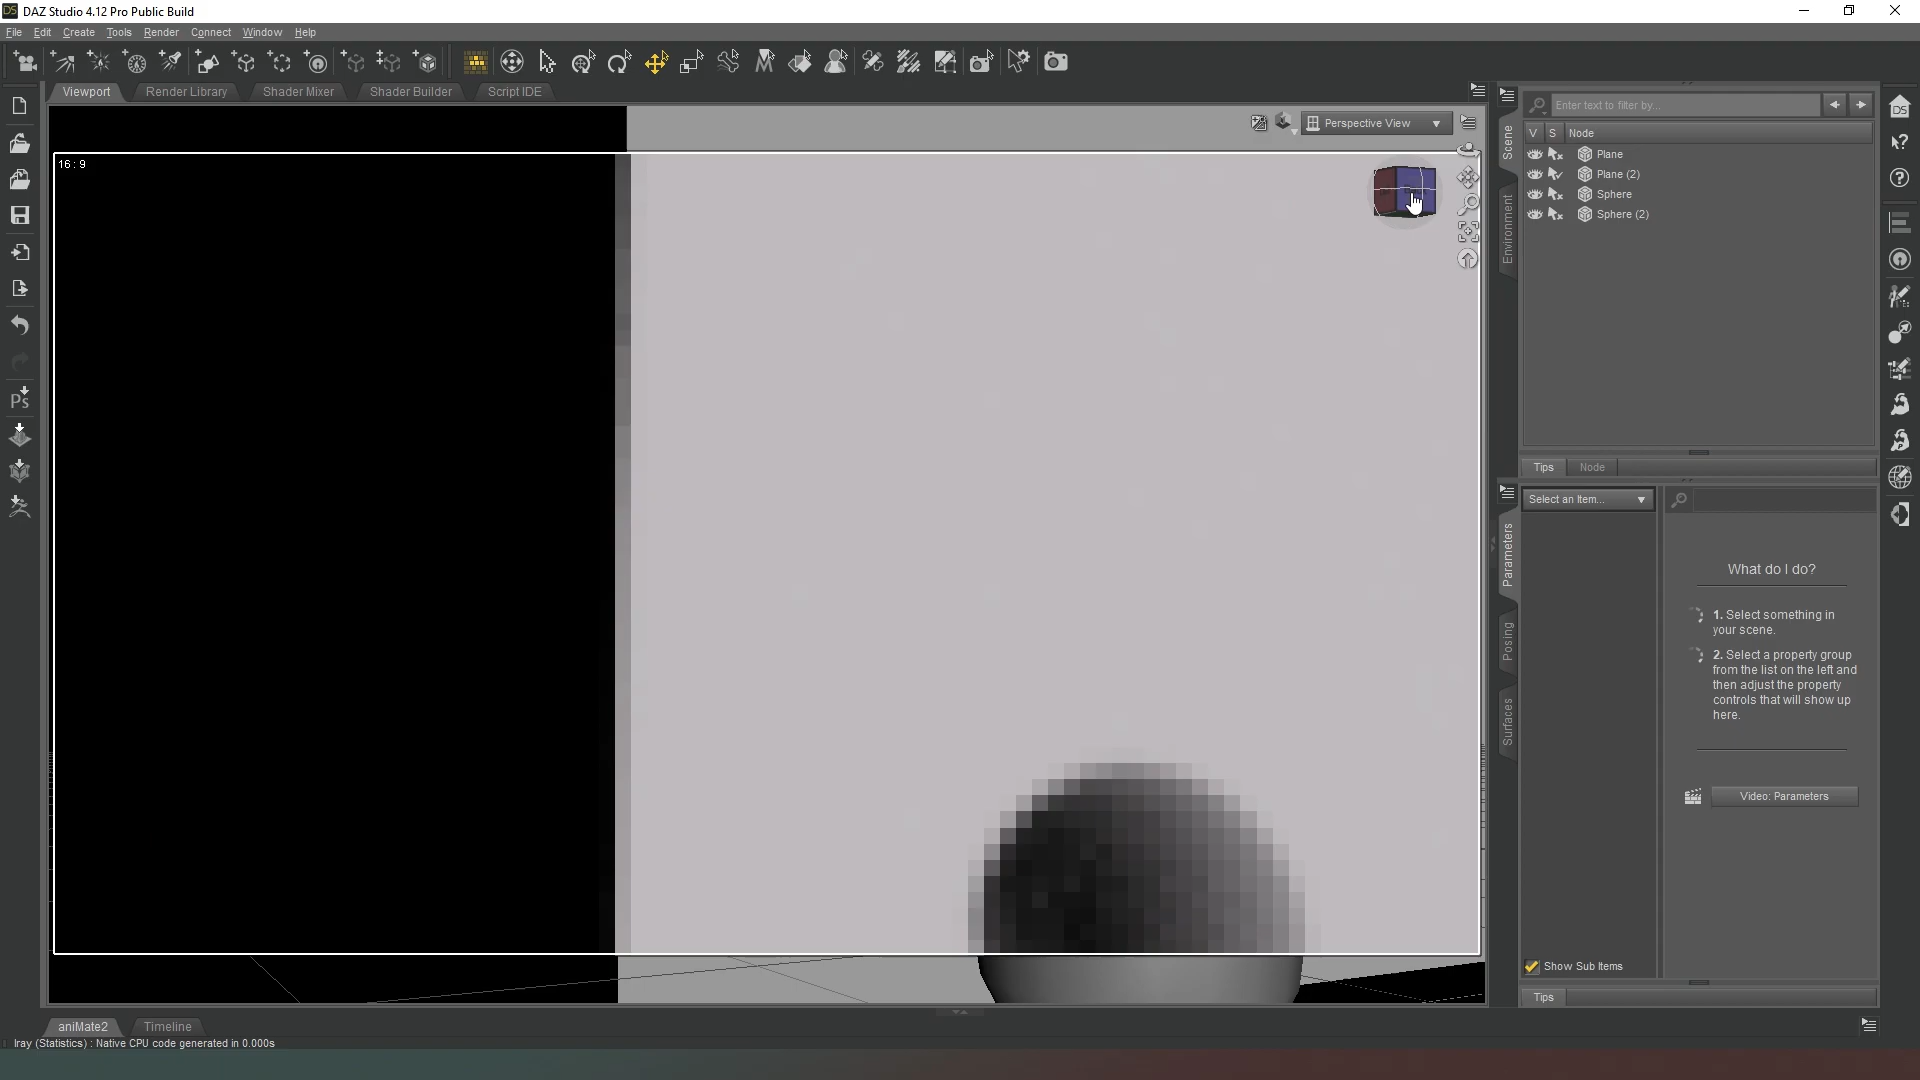 DS DAZ Studio 4.12 Pro Public Build
File Edit Create Tools Render Connect Window Help
Viewport Render Library Shader Mixer Shader Builder Script IDE
Enter text to filter by...
Perspective View
V S Node
16 : 9
Plane
Plane (2)
Sphere
Sphere (2)
Scene
Environment
Ps
DS
Tips Node
Select an Item...
Parameters
Posing
Surfaces
What do I do?
1. Select something in
your scene.
2. Select a property group
from the list on the left and
then adjust the property
controls that will show up
here.
Video: Parameters
Show Sub Items
Tips
aniMate2 Timeline
Iray (Statistics) : Native CPU code generated in 0.000s